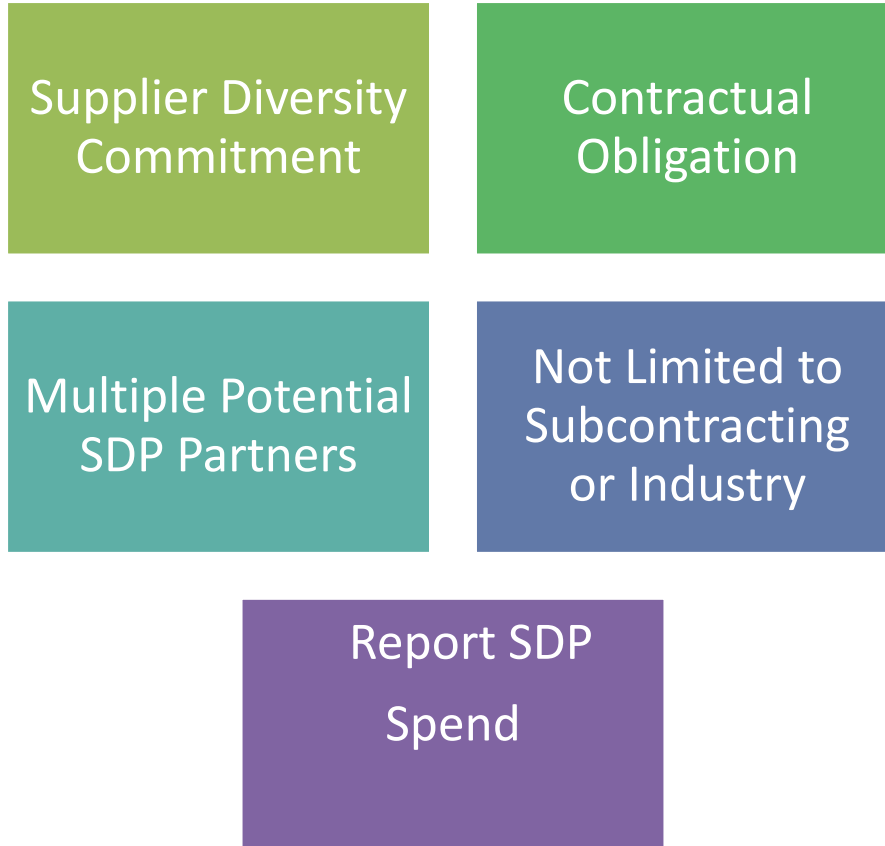 Supplier Diversity
Commitment
Contractual
Obligation
Multiple Potential
SDP Partners
Not Limited to
Subcontracting
or Industry
Report SDP
Spend